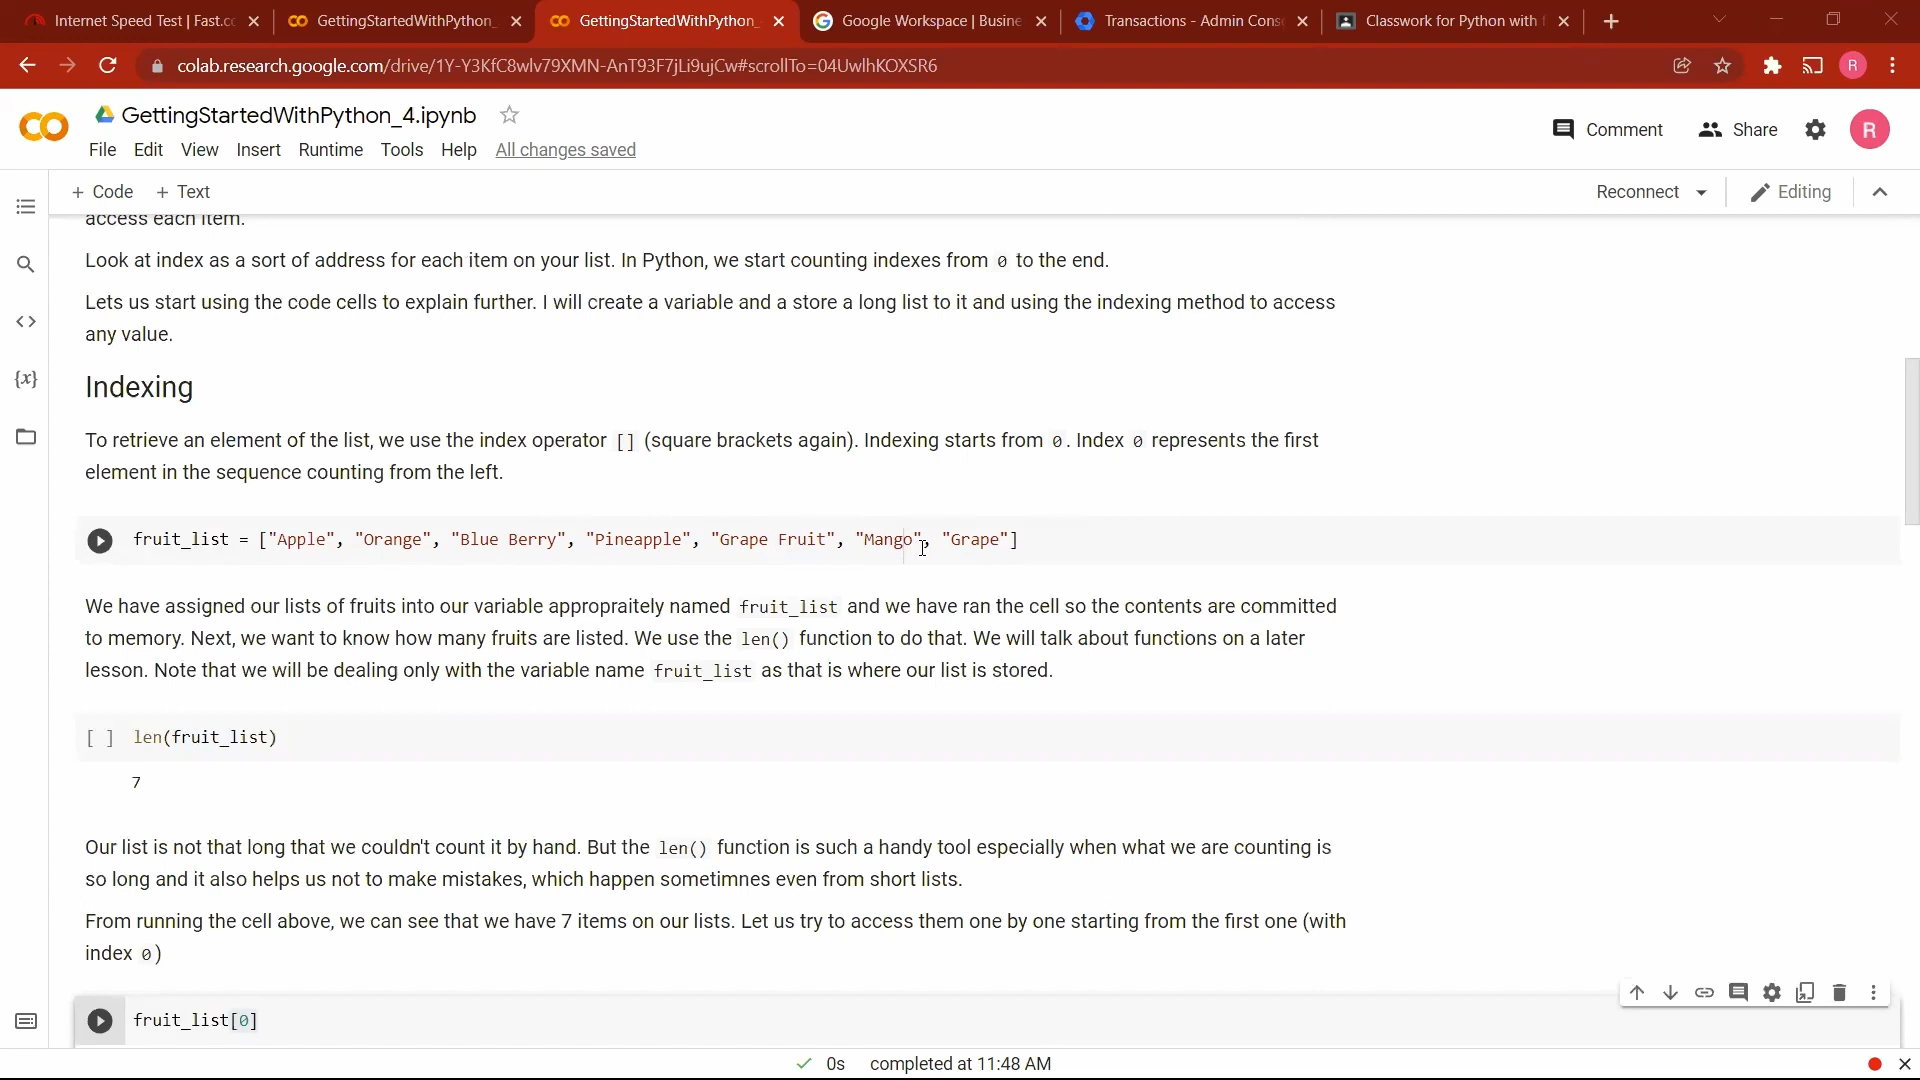 Internet Speed Test | Fast.cc
GettingStartedWithPython_
GettingStartedWithPython_
Google Workspace | Busine
Transactions - Admin Cons
Classwork for Python with
colab.research.google.com/drive/1Y-Y3KfC8wlv79XMN-AnT93F7jLi9ujCw#scrollTo=04UwlhKOXSR6
R
GettingStartedWithPython_4.ipynb
Comment
Share
R
File Edit View Insert Runtime Tools Help All changes saved
+ Code + Text
Reconnect
Editing
access each item.
Look at index as a sort of address for each item on your list. In Python, we start counting indexes from 0 to the end.
Lets us start using the code cells to explain further. I will create a variable and a store a long list to it and using the indexing method to access
any value.
{x}
Indexing
To retrieve an element of the list, we use the index operator [] (square brackets again). Indexing starts from 0. Index 0 represents the first
element in the sequence counting from the left.
fruit_list = ["Apple", "Orange", "Blue Berry", "Pineapple", "Grape Fruit", "Mango", "Grape"]
We have assigned our lists of fruits into our variable appropraitely named fruit_list and we have ran the cell so the contents are committed
to memory. Next, we want to know how many fruits are listed. We use the len() function to do that. We will talk about functions on a later
lesson. Note that we will be dealing only with the variable name fruit_list as that is where our list is stored.
[ ] len(fruit_list)
7
Our list is not that long that we couldn't count it by hand. But the len() function is such a handy tool especially when what we are counting is
so long and it also helps us not to make mistakes, which happen sometimnes even from short lists.
From running the cell above, we can see that we have 7 items on our lists. Let us try to access them one by one starting from the first one (with
index 0)
fruit_list[0]
0s completed at 11:48 AM